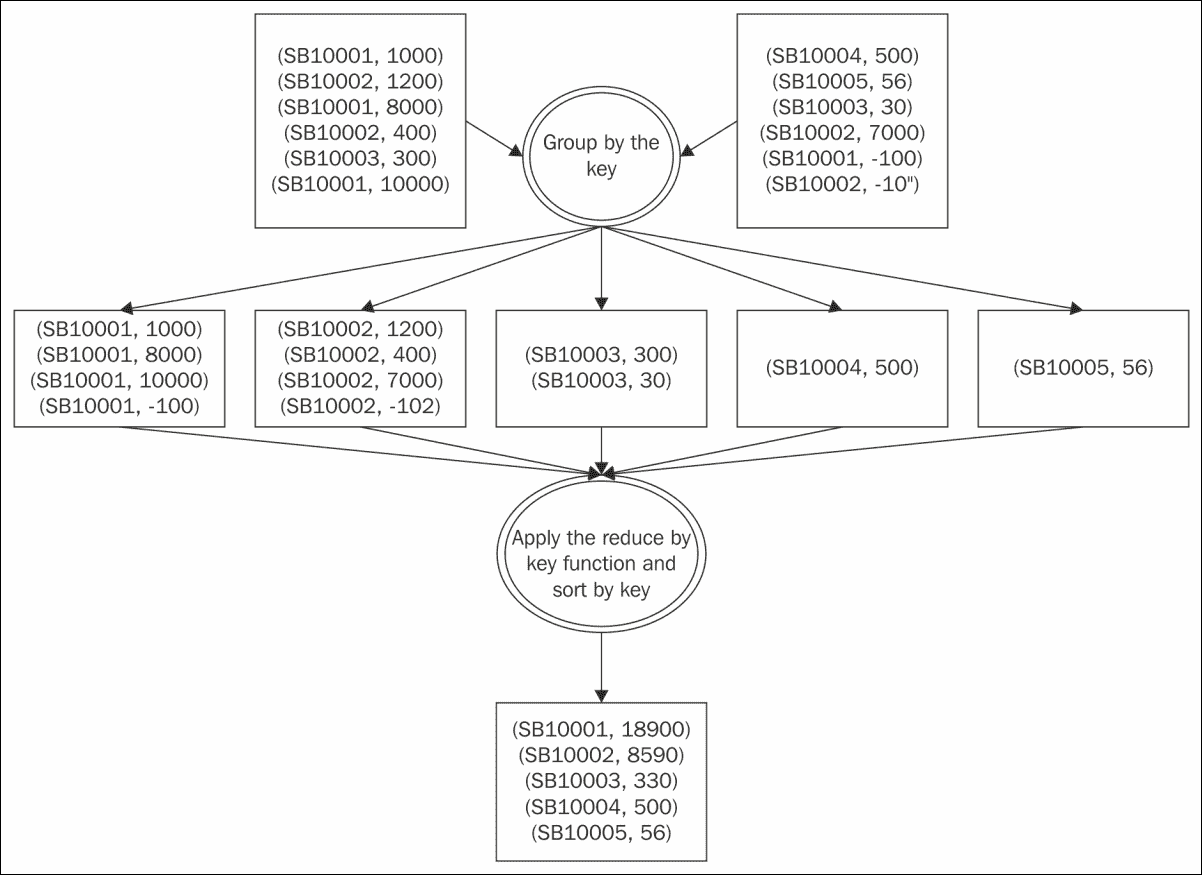 (SB10001, 1000)
(SB10002, 1200)
(SB10001, 8000)
(SB10002, 400)
(SB10003, 300)
(SB10001, 10000)
(SB10004, 500)
(SB10005, 56)
(SB10003, 30)
(SB10002, 7000)
(SB10001, -100)
(SB10002, -10")
Group by the
key
(SB10001, 1000)
(SB10001, 8000)
(SB10001, 10000)
(SB10001, -100)
(SB10002, 1200)
(SB10002, 400)
(SB10002, 7000)
(SB10002, -102)
(SB10003, 300)
(SB10003, 30)
(SB10004, 500)
(SB10005, 56)
Apply the reduce by
key function and
sort by key
(SB10001, 18900)
(SB10002, 8590)
(SB10003, 330)
(SB10004, 500)
(SB10005, 56)